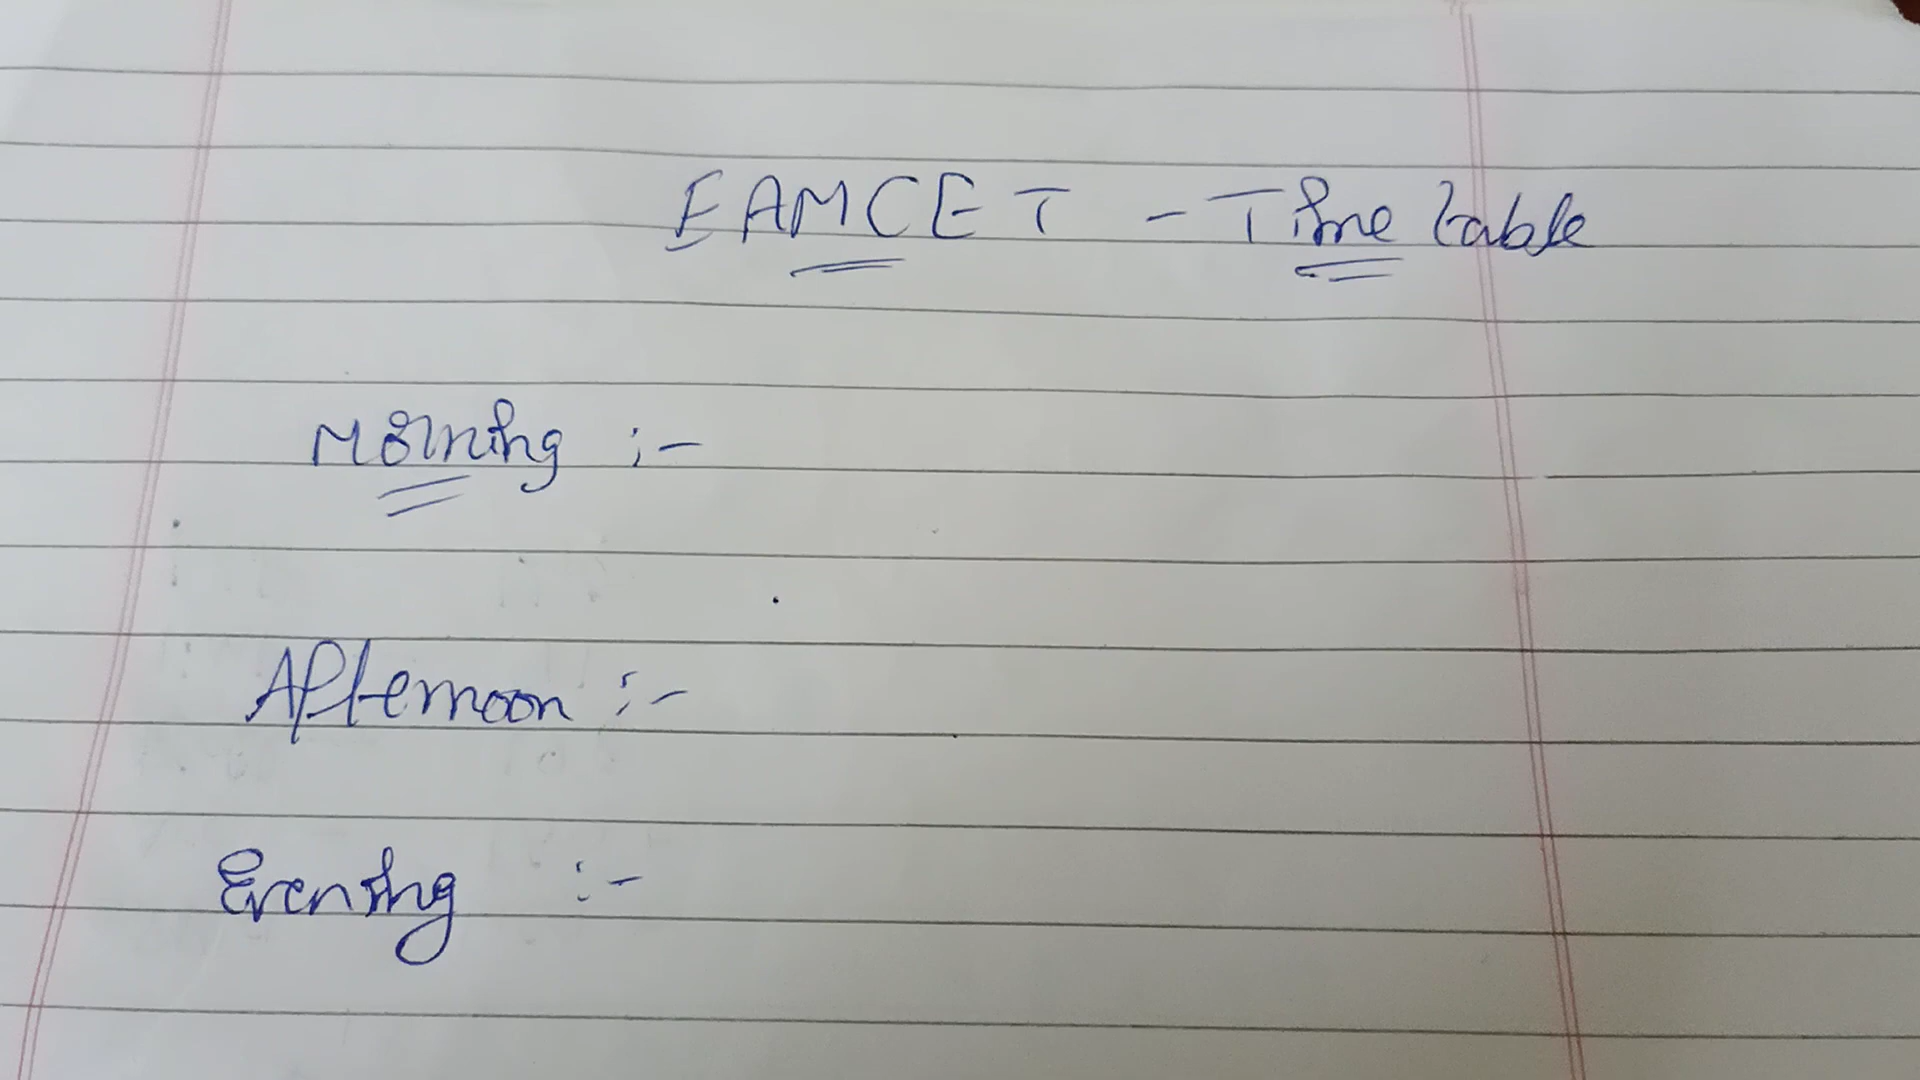 EAMCET - Time table
Morning :-
Afternoon :-
Evening :-